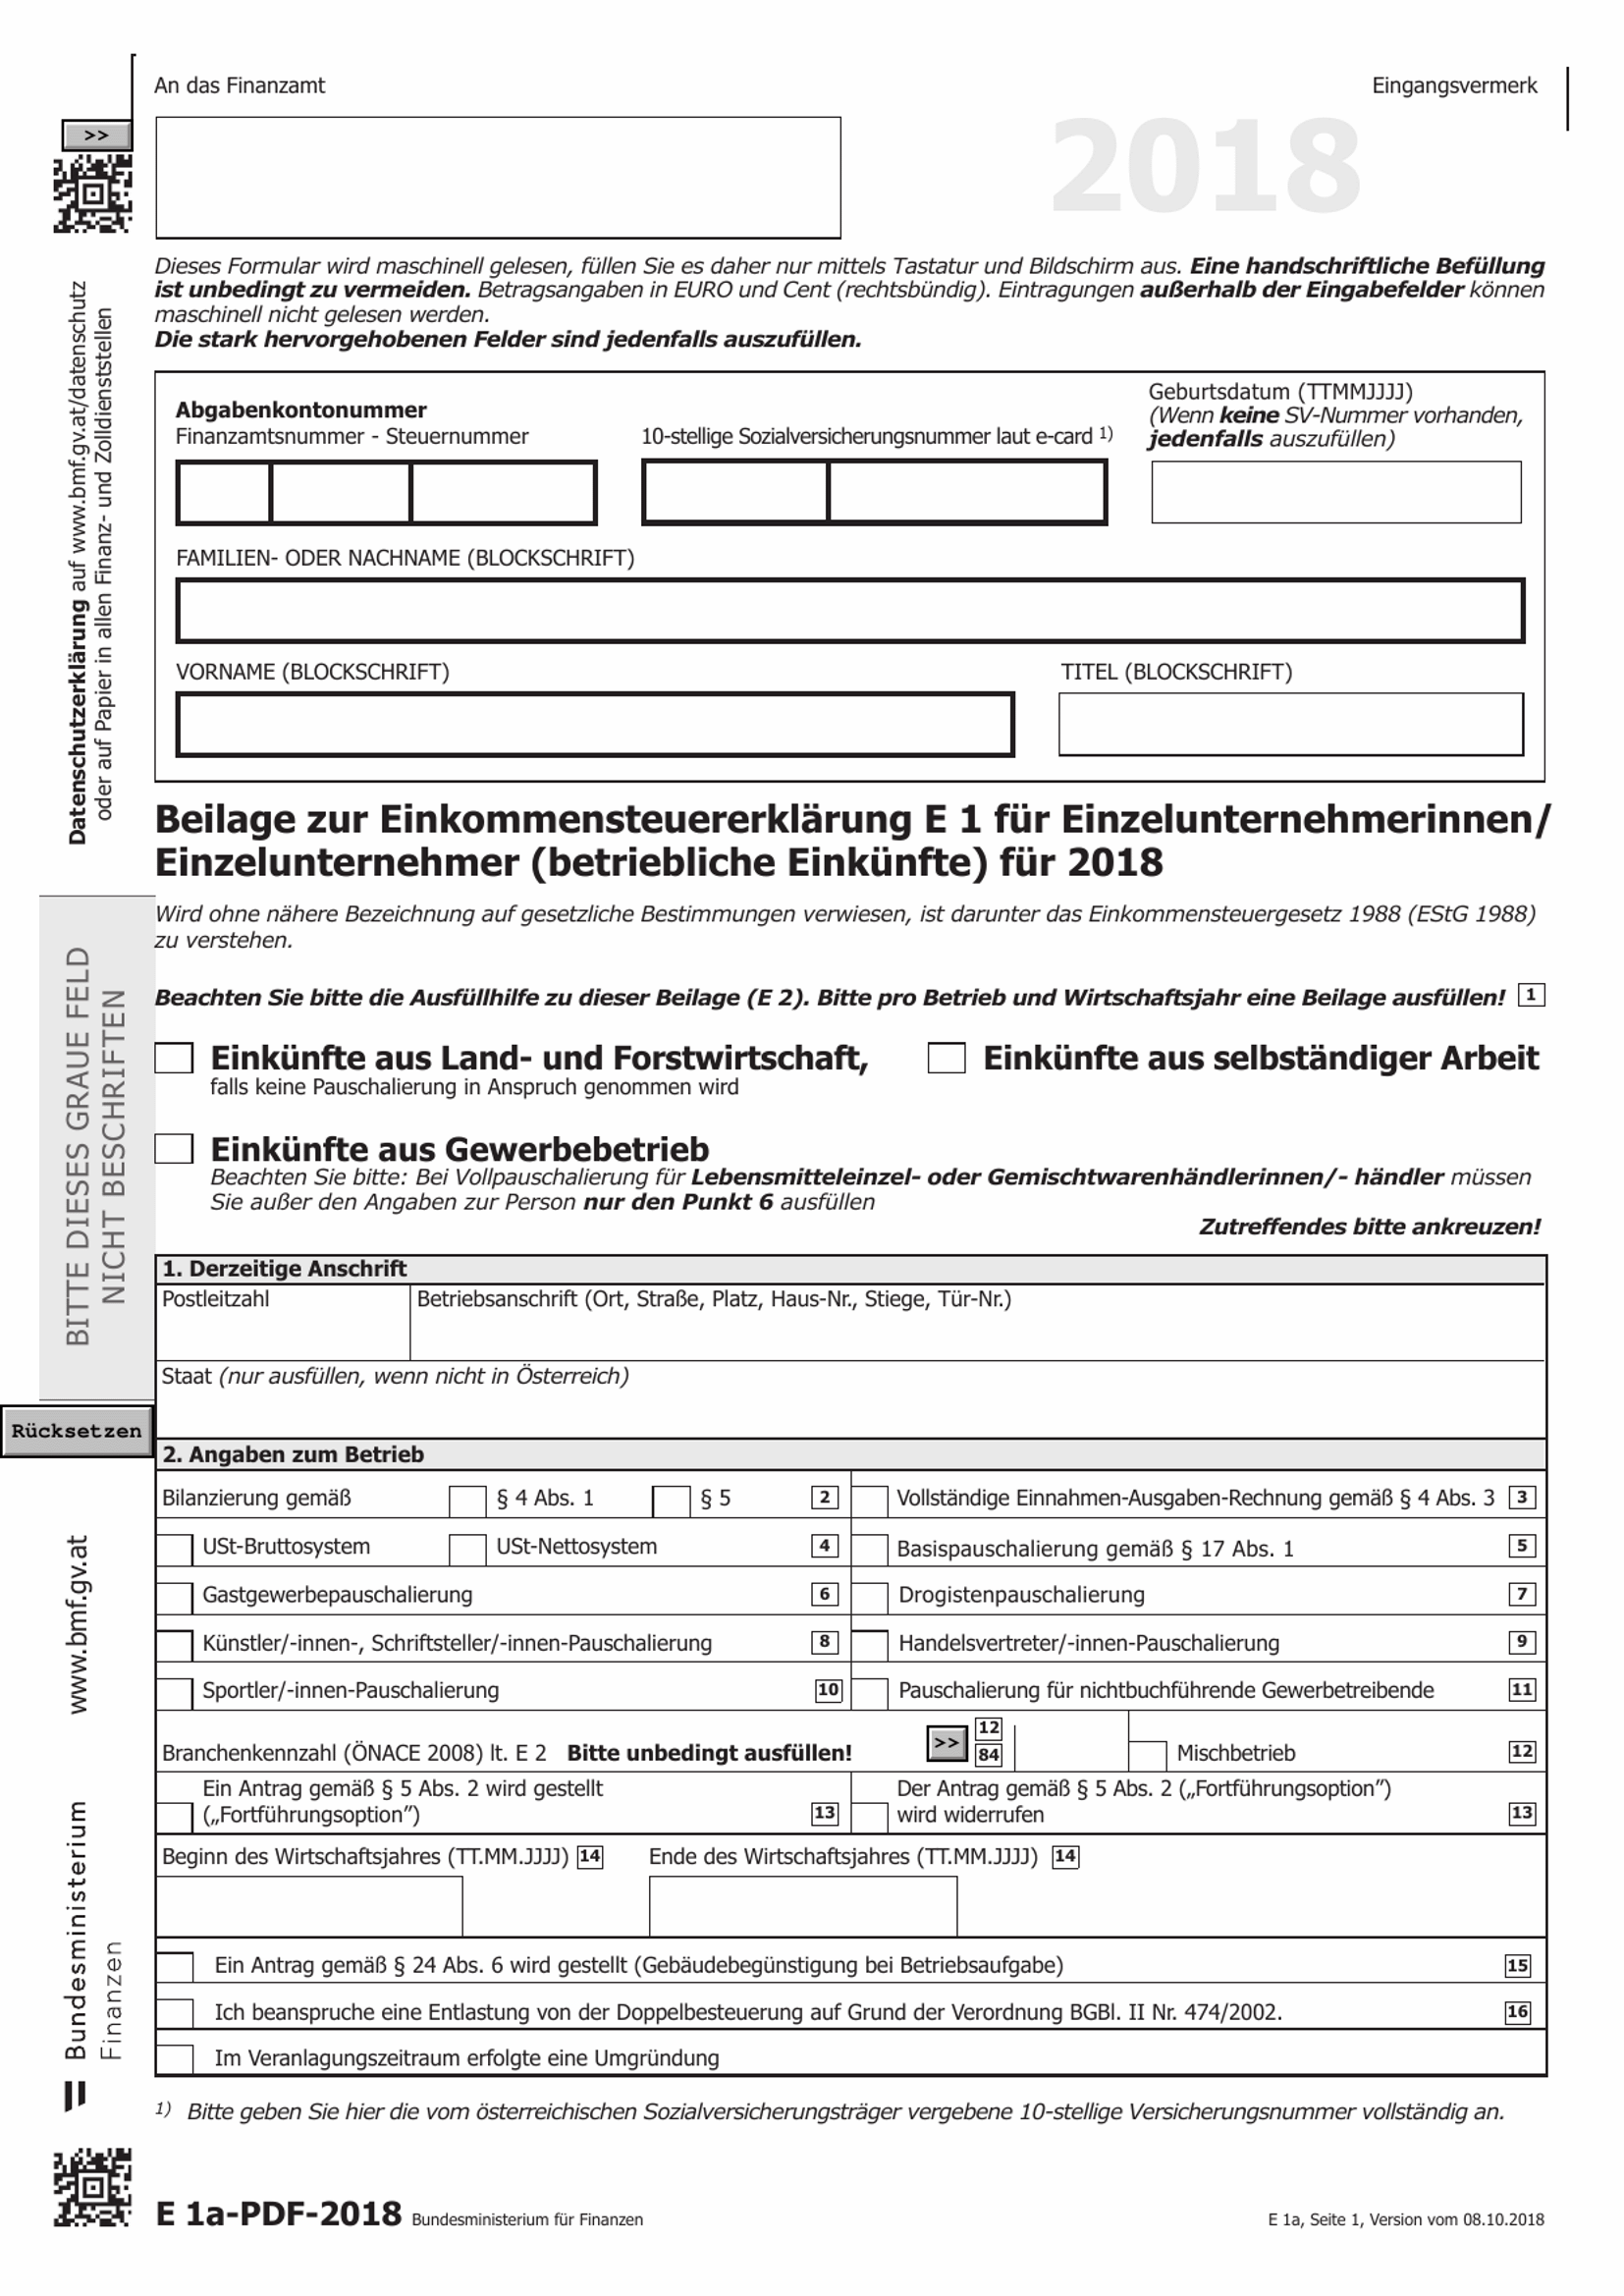 An das Finanzamt
Eingangsvermerk
>>
2018
Dieses Formular wird maschinell gelesen, füllen Sie es daher nur mittels Tastatur und Bildschirm aus. Eine handschriftliche Befüllung
ist unbedingt zu vermeiden. Betragsangaben in EURO und Cent (rechtsbündig). Eintragungen außerhalb der Eingabefelder können
maschinell nicht gelesen werden.
Die stark hervorgehobenen Felder sind jedenfalls auszufüllen.
Datenschutzerklärung auf www.bmf.gv.at/datenschutz
oder auf Papier in allen Finanz- und Zolldienststellen
Abgabenkontonummer
Finanzamtsnummer - Steuernummer
10-stellige Sozialversicherungsnummer laut e-card 1)
Geburtsdatum (TTMMJJJJ)
(Wenn keine SV-Nummer vorhanden,
jedenfalls auszufüllen)
FAMILIEN- ODER NACHNAME (BLOCKSCHRIFT)
VORNAME (BLOCKSCHRIFT)
TITEL (BLOCKSCHRIFT)
Beilage zur Einkommensteuererklärung E 1 für Einzelunternehmerinnen/
Einzelunternehmer (betriebliche Einkünfte) für 2018
Wird ohne nähere Bezeichnung auf gesetzliche Bestimmungen verwiesen, ist darunter das Einkommensteuergesetz 1988 (EStG 1988)
zu verstehen.
BITTE DIESES GRAUE FELD
NICHT BESCHRIFTEN
Beachten Sie bitte die Ausfüllhilfe zu dieser Beilage (E 2). Bitte pro Betrieb und Wirtschaftsjahr eine Beilage ausfüllen! 1
Einkünfte aus Land- und Forstwirtschaft,
falls keine Pauschalierung in Anspruch genommen wird
Einkünfte aus selbständiger Arbeit
Einkünfte aus Gewerbebetrieb
Beachten Sie bitte: Bei Vollpauschalierung für Lebensmitteleinzel- oder Gemischtwarenhändlerinnen/- händler müssen
Sie außer den Angaben zur Person nur den Punkt 6 ausfüllen
Zutreffendes bitte ankreuzen!
1. Derzeitige Anschrift
Postleitzahl
Betriebsanschrift (Ort, Straße, Platz, Haus-Nr., Stiege, Tür-Nr.)
Staat (nur ausfüllen, wenn nicht in Österreich)
Rücksetzen
2. Angaben zum Betrieb
Bilanzierung gemäß § 4 Abs. 1 § 5 2
Vollständige Einnahmen-Ausgaben-Rechnung gemäß § 4 Abs. 3 3
USt-Bruttosystem USt-Nettosystem 4
Basispauschalierung gemäß § 17 Abs. 1 5
Gastgewerbepauschalierung 6
Drogistenpauschalierung 7
Künstler/-innen-, Schriftsteller/-innen-Pauschalierung 8
Handelsvertreter/-innen-Pauschalierung 9
Sportler/-innen-Pauschalierung 10
Pauschalierung für nichtbuchführende Gewerbetreibende 11
Branchenkennzahl (ÖNACE 2008) lt. E 2 Bitte unbedingt ausfüllen!
>>
12
84
Mischbetrieb 12
Ein Antrag gemäß § 5 Abs. 2 wird gestellt
(„Fortführungsoption“) 13
Der Antrag gemäß § 5 Abs. 2 („Fortführungsoption“)
wird widerrufen 13
Beginn des Wirtschaftsjahres (TT.MM.JJJJ) 14
Ende des Wirtschaftsjahres (TT.MM.JJJJ) 14
Ein Antrag gemäß § 24 Abs. 6 wird gestellt (Gebäudebegünstigung bei Betriebsaufgabe) 15
Ich beanspruche eine Entlastung von der Doppelbesteuerung auf Grund der Verordnung BGBl. II Nr. 474/2002. 16
Im Veranlagungszeitraum erfolgte eine Umgründung
www.bmf.gv.at
Bundesministerium
Finanzen
1) Bitte geben Sie hier die vom österreichischen Sozialversicherungsträger vergebene 10-stellige Versicherungsnummer vollständig an.
E 1a-PDF-2018 Bundesministerium für Finanzen
E 1a, Seite 1, Version vom 08.10.2018